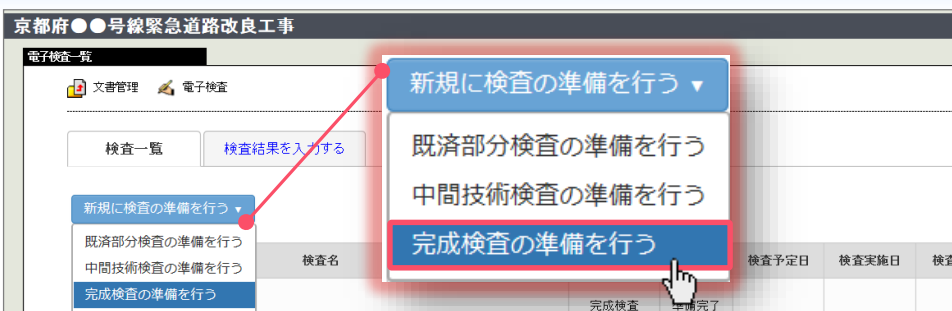 京都府●●号線緊急道路改良工事
電子検査一覧
文書管理 電子検査
検査一覧 検査結果を入力する
新規に検査の準備を行う ▼
既済部分検査の準備を行う
中間技術検査の準備を行う
完成検査の準備を行う
新規に検査の準備を行う ▼
既済部分検査の準備を行う
中間技術検査の準備を行う
完成検査の準備を行う
検査名 検査予定日 検査実施日
完成検査 準備完了